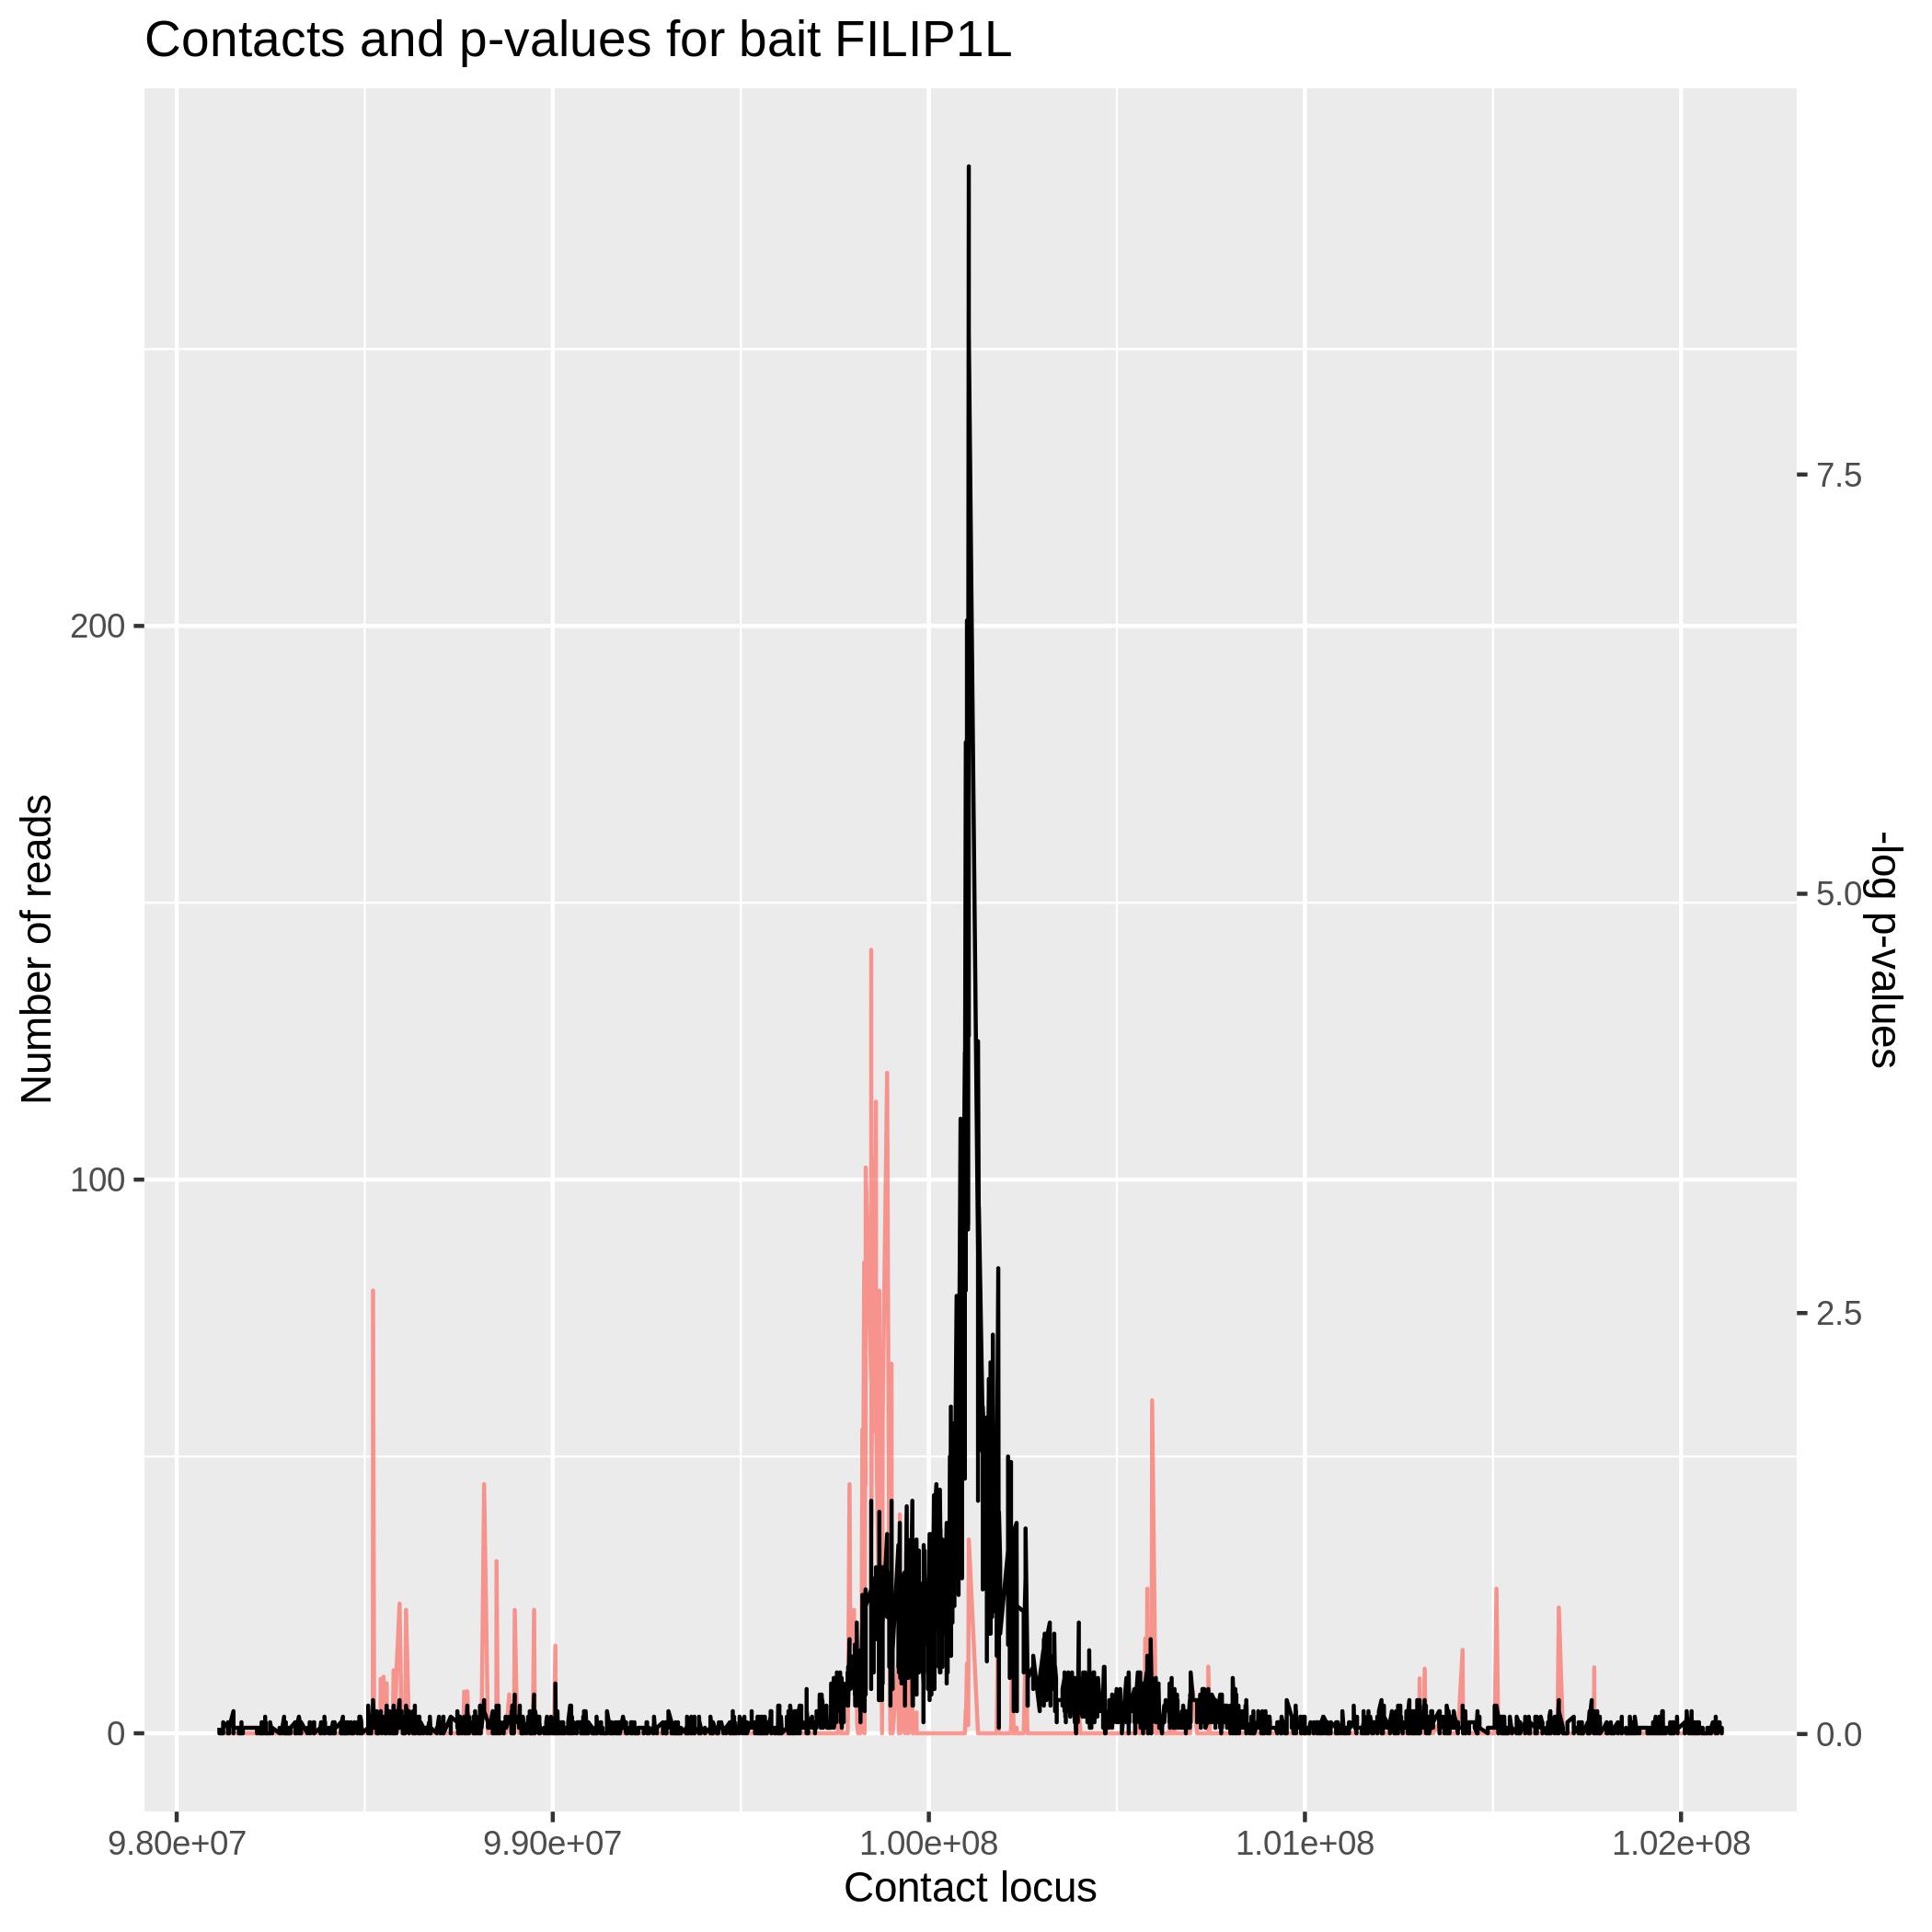 Contacts and p-values for bait FILIP1L
Number of reads
200
100
0
7.5
5.0
2.5
0.0
-log p-values
9.80e+07
9.90e+07
1.00e+08
1.01e+08
1.02e+08
Contact locus